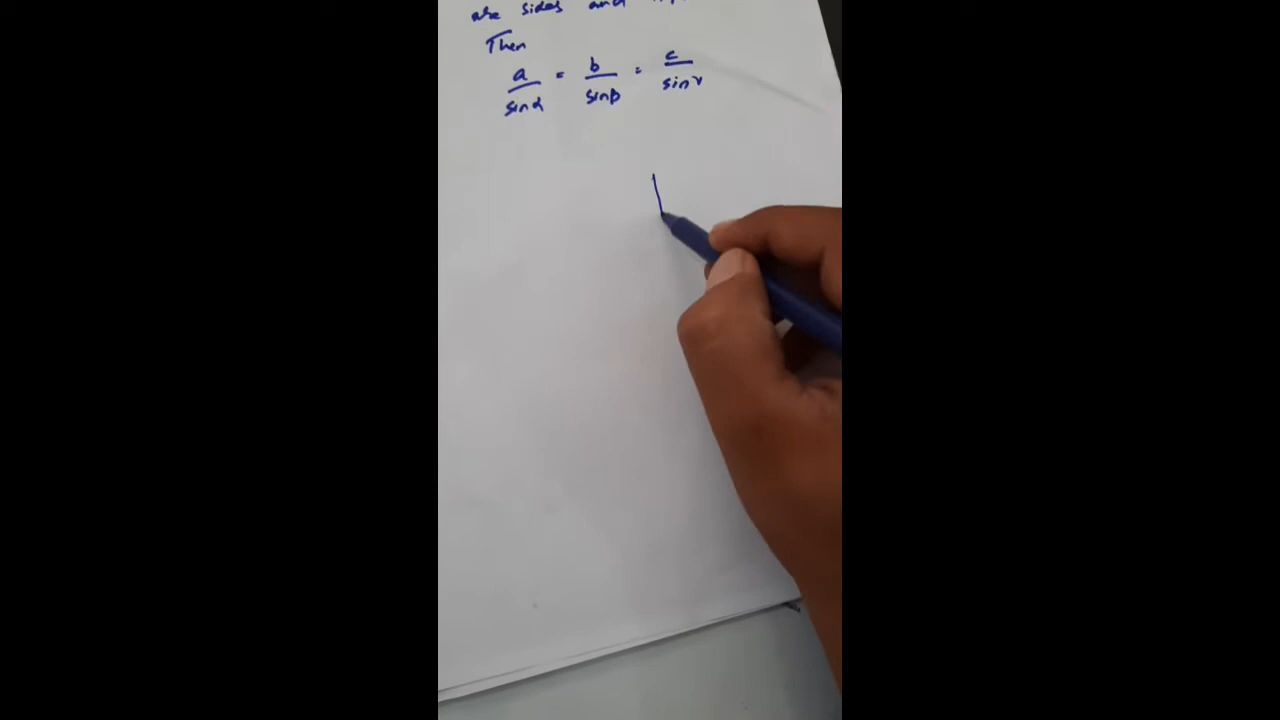 are sides and
Then
a/sinα = b/sinβ = c/sinγ